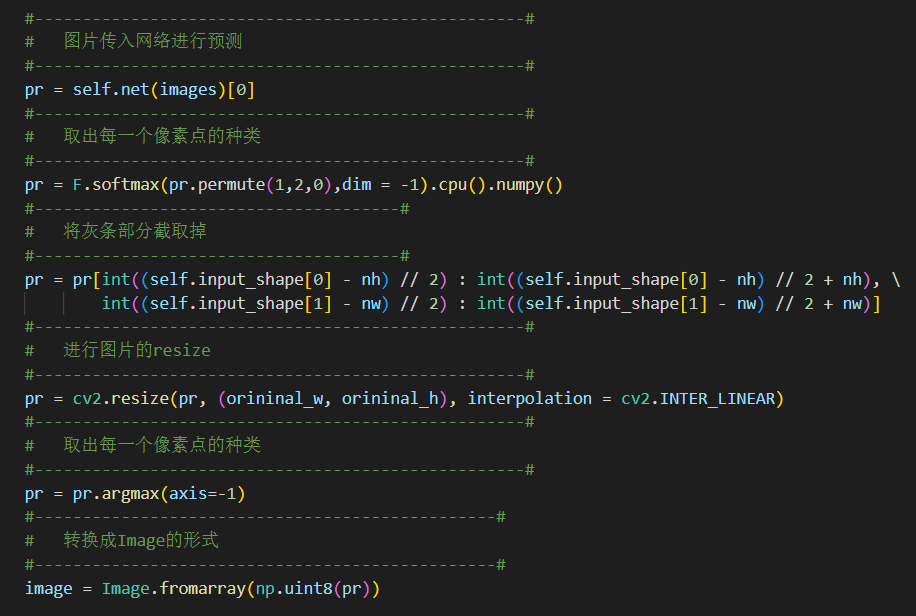 #---------------------------------------------------#
#   图片传入网络进行预测
#---------------------------------------------------#
pr = self.net(images)[0]
#---------------------------------------------------#
#   取出每一个像素点的种类
#---------------------------------------------------#
pr = F.softmax(pr.permute(1,2,0),dim = -1).cpu().numpy()
#--------------------------------------#
#   将灰条部分截取掉
#--------------------------------------#
pr = pr[int((self.input_shape[0] - nh) // 2) : int((self.input_shape[0] - nh) // 2 + nh), \
        int((self.input_shape[1] - nw) // 2) : int((self.input_shape[1] - nw) // 2 + nw)]
#---------------------------------------------------#
#   进行图片的resize
#---------------------------------------------------#
pr = cv2.resize(pr, (orininal_w, orininal_h), interpolation = cv2.INTER_LINEAR)
#---------------------------------------------------#
#   取出每一个像素点的种类
#---------------------------------------------------#
pr = pr.argmax(axis=-1)
#------------------------------------------------#
#   转换成Image的形式
#------------------------------------------------#
image = Image.fromarray(np.uint8(pr))